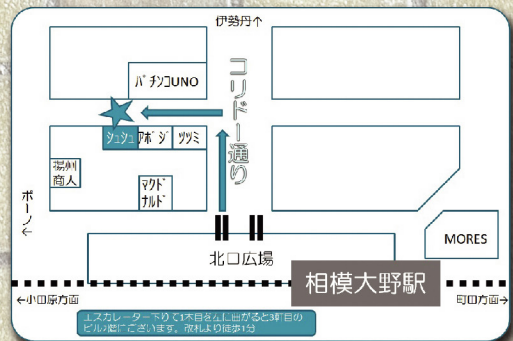 伊勢丹↑
パチンコUNO
コリドー通り
シュシュ
アボジ
ツツミ
揚州
商人
マクド
ナルド
ボーノ←
北口広場
MORES
相模大野駅
←小田原方面
町田方面→
エスカレーター下りて1本目を左に曲がると3軒目の
ビル2階にございます。改札より徒歩1分